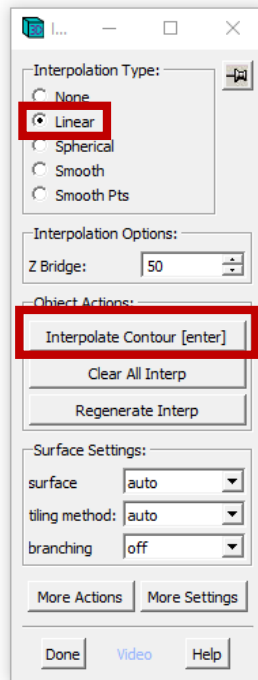 I...
Interpolation Type:
None
Linear
Spherical
Smooth
Smooth Pts
Interpolation Options:
Z Bridge: 50
Object Actions:
Interpolate Contour [enter]
Clear All Interp
Regenerate Interp
Surface Settings:
surface auto
tiling method: auto
branching off
More Actions More Settings
Done Video Help